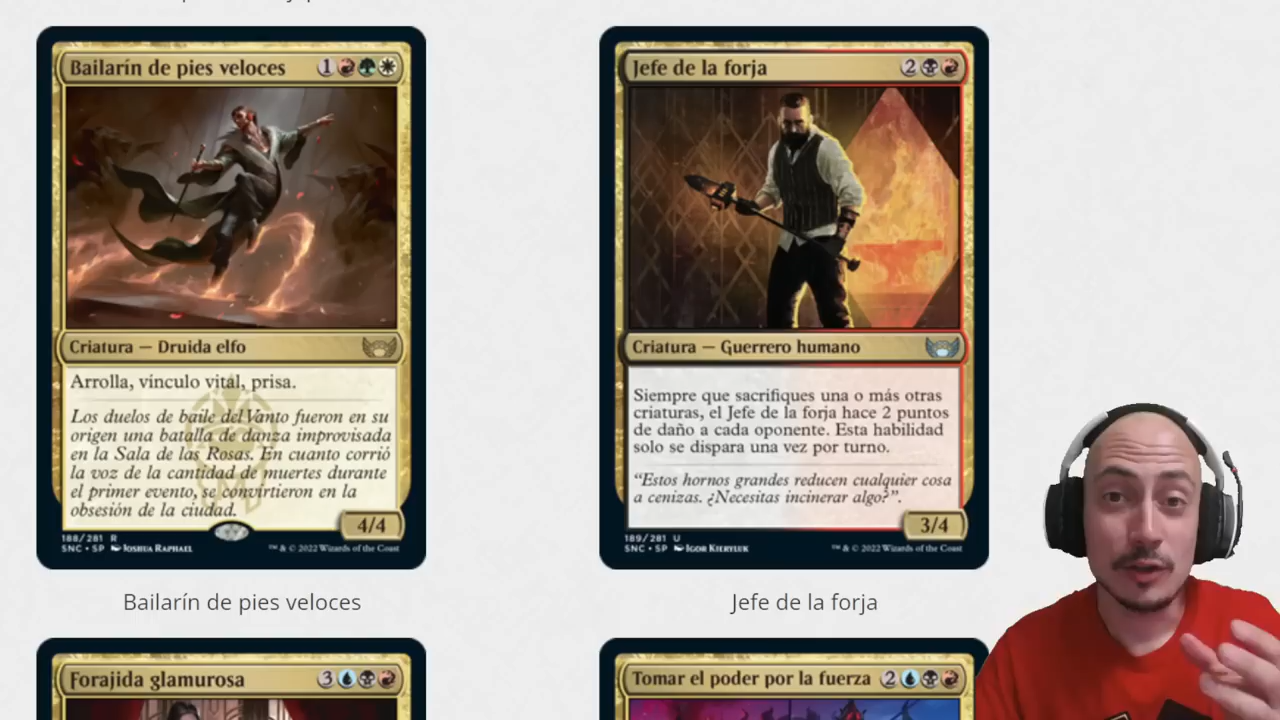 Bailarín de pies veloces 1
Criatura — Druida elfo
Arrolla, vínculo vital, prisa.
Los duelos de baile del Vanto fueron en su
origen una batalla de danza improvisada
en la Sala de las Rosas. En cuanto corrió
la voz de la cantidad de muertes durante
el primer evento, se convirtieron en la
obsesión de la ciudad.
4/4
188/281 R
SNC • SP Joshua Raphael ™ & © 2022 Wizards of the Coast
Bailarín de pies veloces
Jefe de la forja 2
Criatura — Guerrero humano
Siempre que sacrifiques una o más otras
criaturas, el Jefe de la forja hace 2 puntos
de daño a cada oponente. Esta habilidad
solo se dispara una vez por turno.
“Estos hornos grandes reducen cualquier cosa
a cenizas. ¿Necesitas incinerar algo?”.
3/4
189/281 U
SNC • SP Igor Kieryluk ™ & © 2022 Wizards of the Coast
Jefe de la forja
Forajida glamurosa 3
Tomar el poder por la fuerza 2